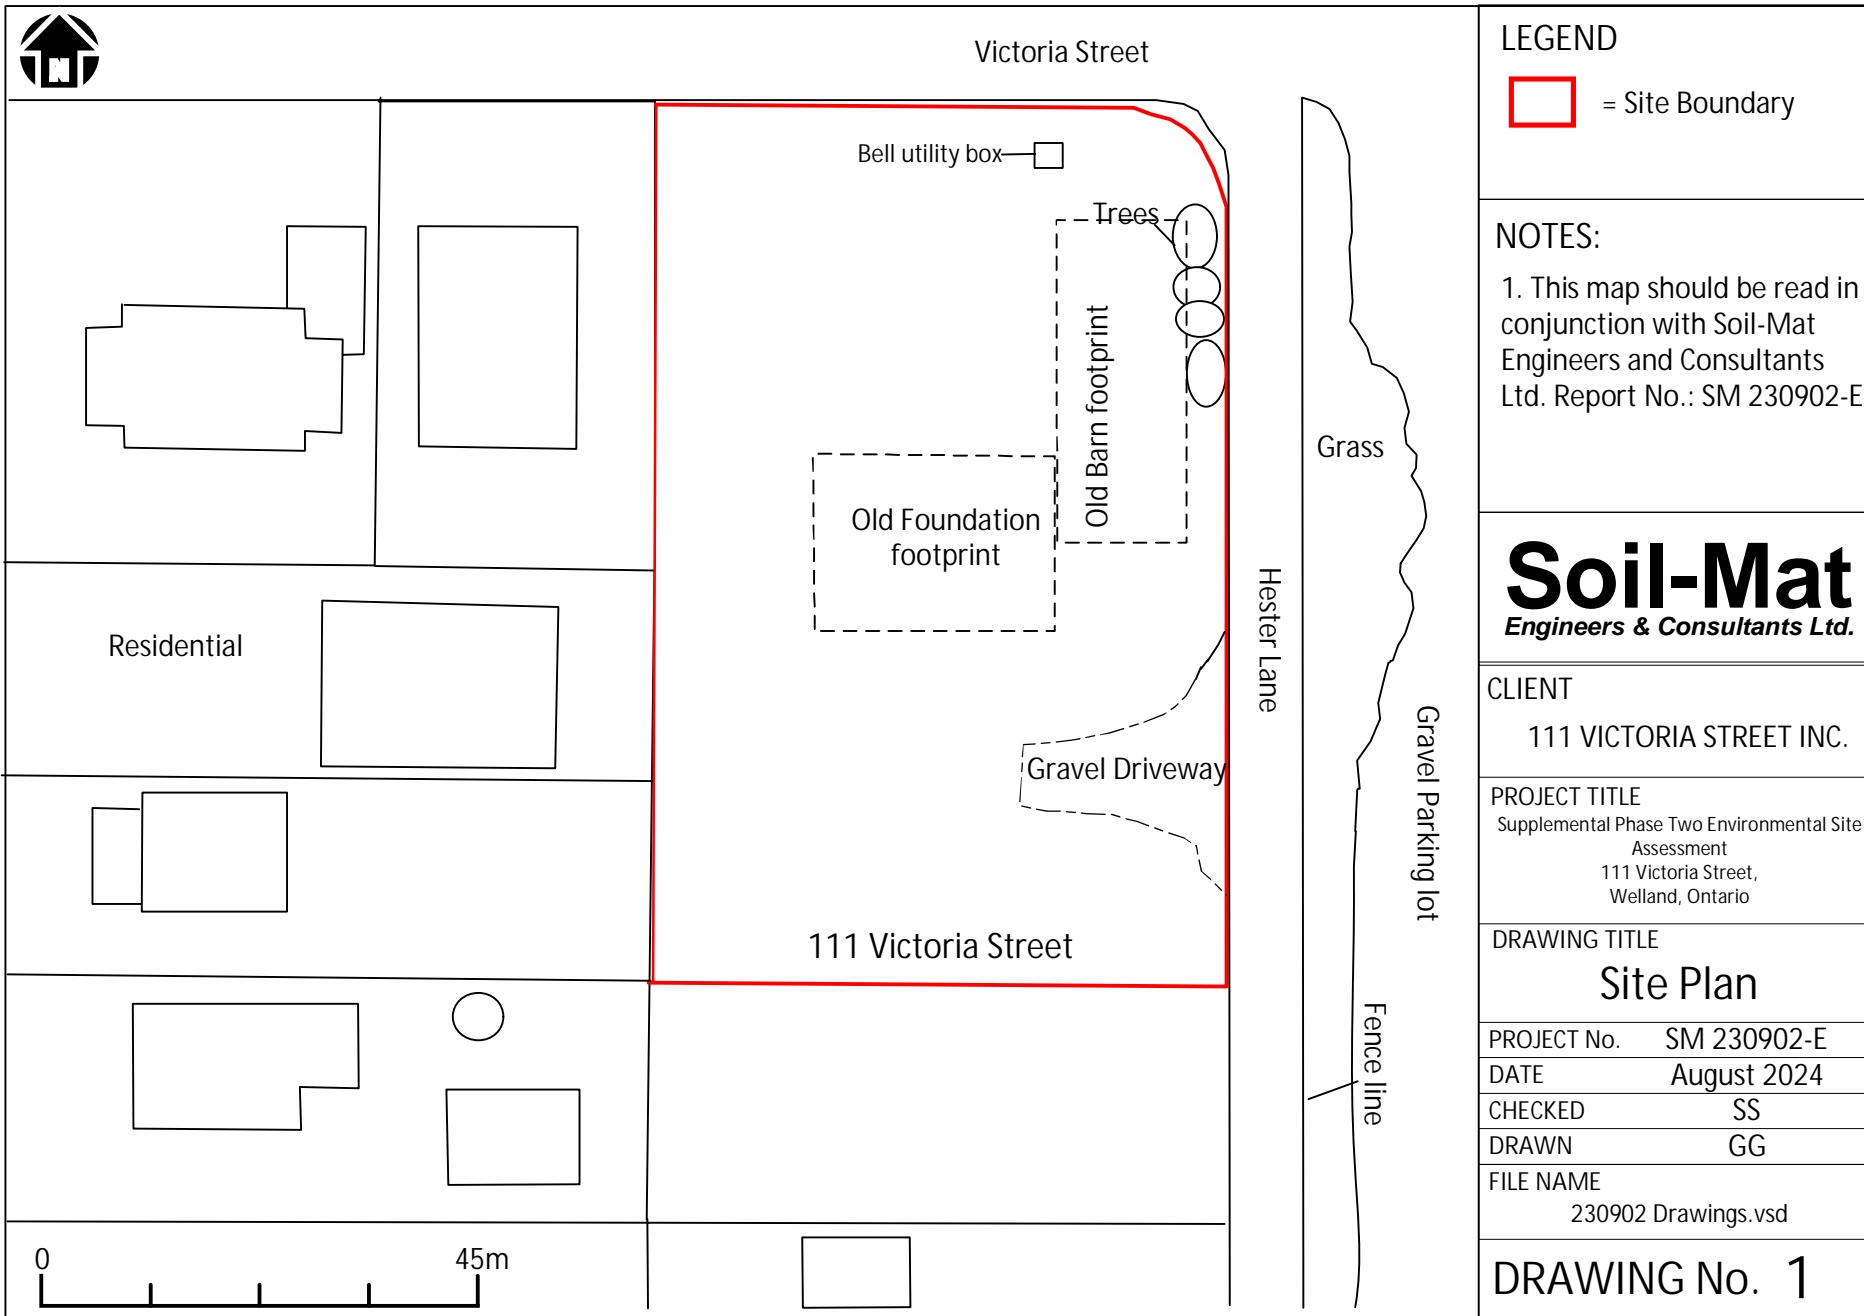 N
Victoria Street
Bell utility box
Trees
Old Barn footprint
Old Foundation
footprint
Grass
Residential
Hester Lane
Gravel Driveway
Gravel Parking lot
111 Victoria Street
Fence line
0
45m
LEGEND
= Site Boundary
NOTES:
1. This map should be read in
conjunction with Soil-Mat
Engineers and Consultants
Ltd. Report No.: SM 230902-E
Soil-Mat
Engineers & Consultants Ltd.
CLIENT
111 VICTORIA STREET INC.
PROJECT TITLE
Supplemental Phase Two Environmental Site
Assessment
111 Victoria Street,
Welland, Ontario
DRAWING TITLE
Site Plan
PROJECT No. SM 230902-E
DATE August 2024
CHECKED SS
DRAWN GG
FILE NAME
230902 Drawings.vsd
DRAWING No. 1